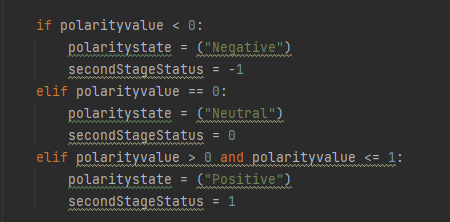 if polarityvalue < 0:
    polaritystate = ("Negative")
    secondStageStatus = -1
elif polarityvalue == 0:
    polaritystate = ("Neutral")
    secondStageStatus = 0
elif polarityvalue > 0 and polarityvalue <= 1:
    polaritystate = ("Positive")
    secondStageStatus = 1